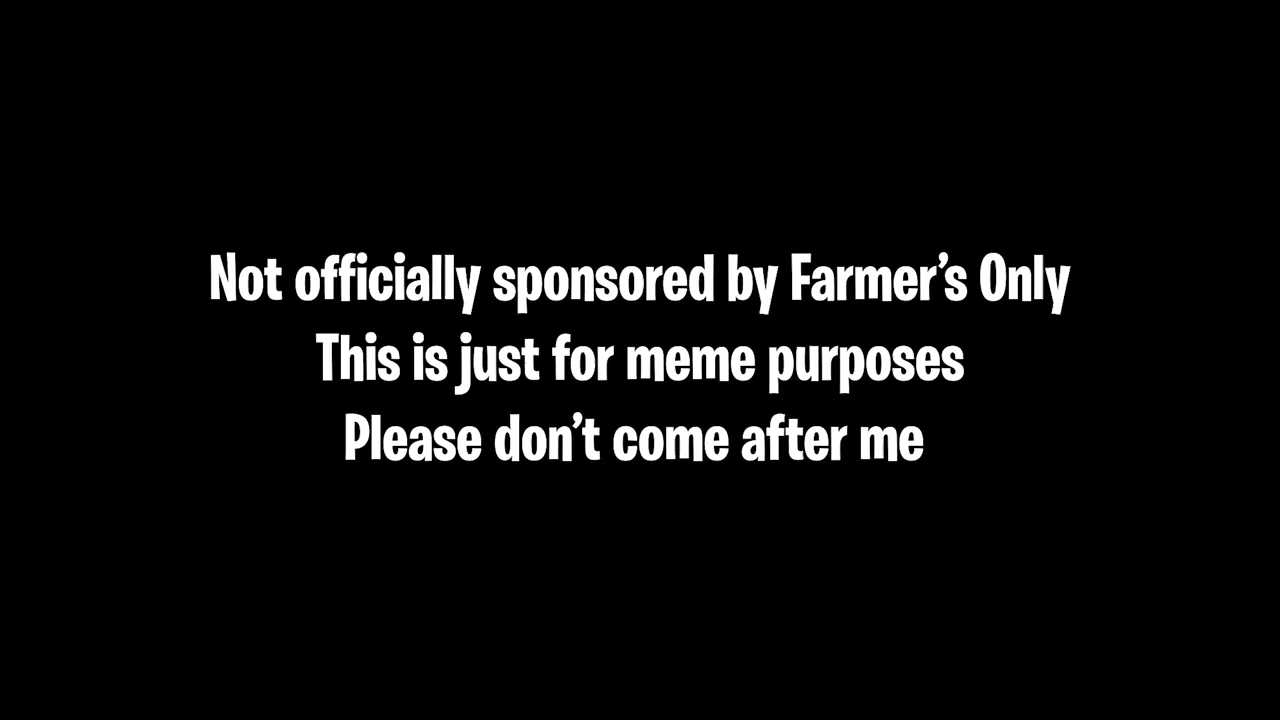 Not officially sponsored by Farmer’s Only
This is just for meme purposes
Please don’t come after me